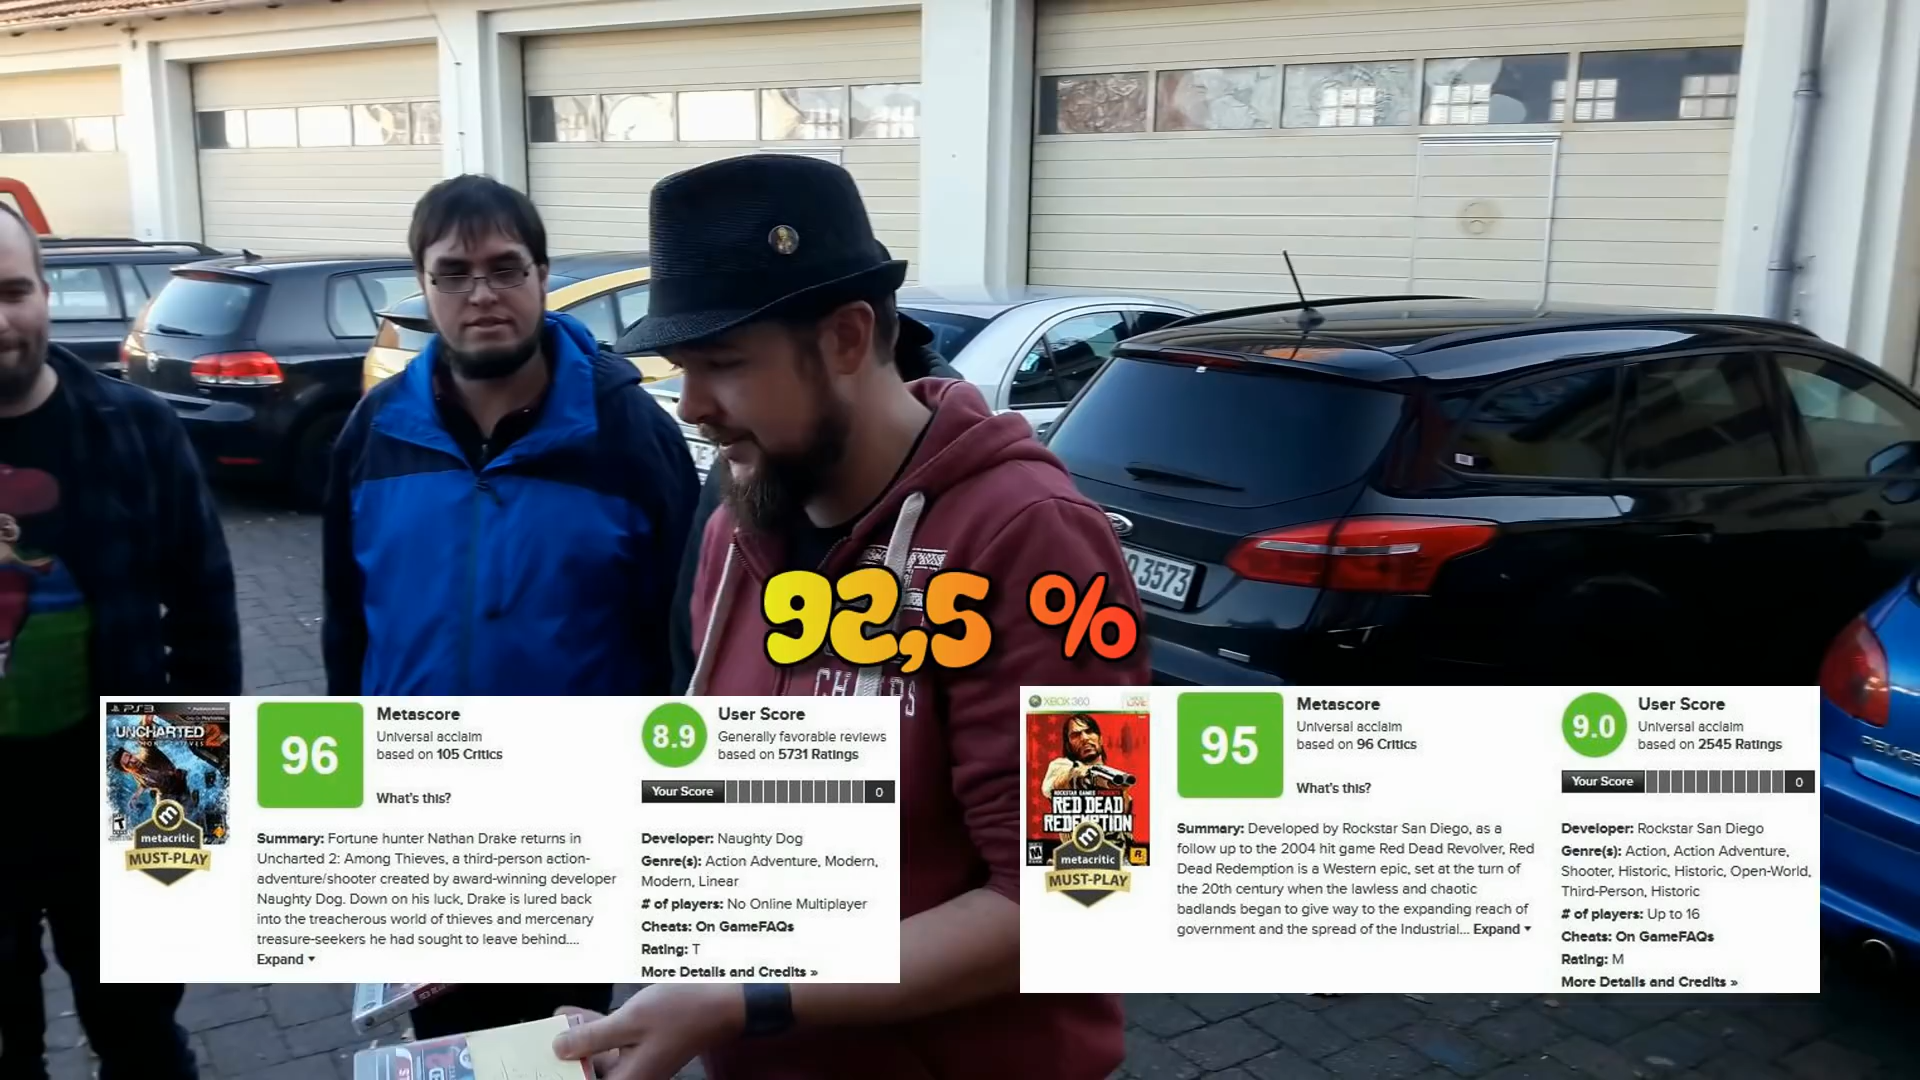 92,5 %
3573
CH PS
PEUGE
PS3
UNCHARTED 2
AMONG THIEVES
metacritic
MUST-PLAY
96
Metascore
Universal acclaim
based on 105 Critics
What's this?
Summary: Fortune hunter Nathan Drake returns in
Uncharted 2: Among Thieves, a third-person action-
adventure/shooter created by award-winning developer
Naughty Dog. Down on his luck, Drake is lured back
into the treacherous world of thieves and mercenary
treasure-seekers he had sought to leave behind....
Expand
8.9
User Score
Generally favorable reviews
based on 5731 Ratings
Your Score
0
Developer: Naughty Dog
Genre(s): Action Adventure, Modern,
Modern, Linear
# of players: No Online Multiplayer
Cheats: On GameFAQs
Rating: T
More Details and Credits »
XBOX 360
LIVE
ROCKSTAR GAMES PRESENTS
RED DEAD
REDEMPTION
metacritic
MUST-PLAY
95
Metascore
Universal acclaim
based on 96 Critics
What's this?
Summary: Developed by Rockstar San Diego, as a
follow up to the 2004 hit game Red Dead Revolver, Red
Dead Redemption is a Western epic, set at the turn of
the 20th century when the lawless and chaotic
badlands began to give way to the expanding reach of
government and the spread of the Industrial... Expand
9.0
User Score
Universal acclaim
based on 2545 Ratings
Your Score
0
Developer: Rockstar San Diego
Genre(s): Action, Action Adventure,
Shooter, Historic, Historic, Open-World,
Third-Person, Historic
# of players: Up to 16
Cheats: On GameFAQs
Rating: M
More Details and Credits »